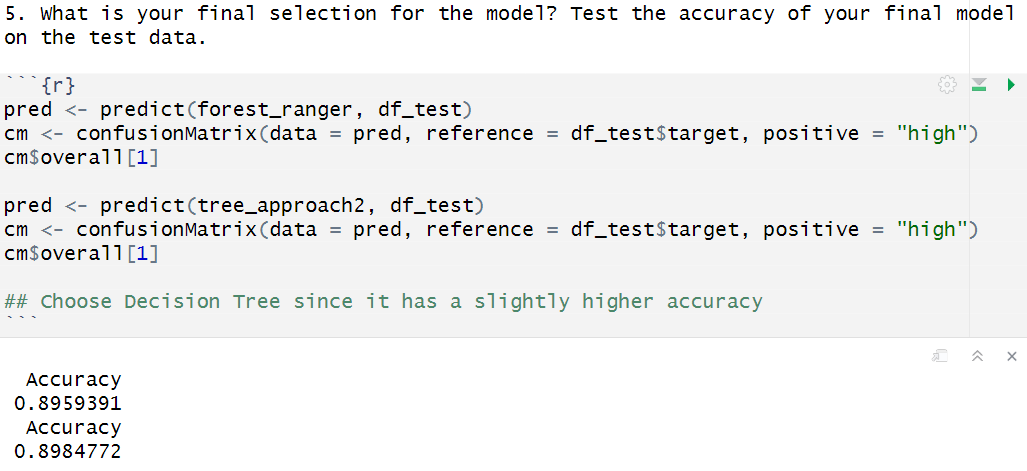 5. What is your final selection for the model? Test the accuracy of your final model
on the test data.
```{r}
pred <- predict(forest_ranger, df_test)
cm <- confusionMatrix(data = pred, reference = df_test$target, positive = "high")
cm$overall[1]
pred <- predict(tree_approach2, df_test)
cm <- confusionMatrix(data = pred, reference = df_test$target, positive = "high")
cm$overall[1]
## Choose Decision Tree since it has a slightly higher accuracy
```
Accuracy
0.8959391
Accuracy
0.8984772